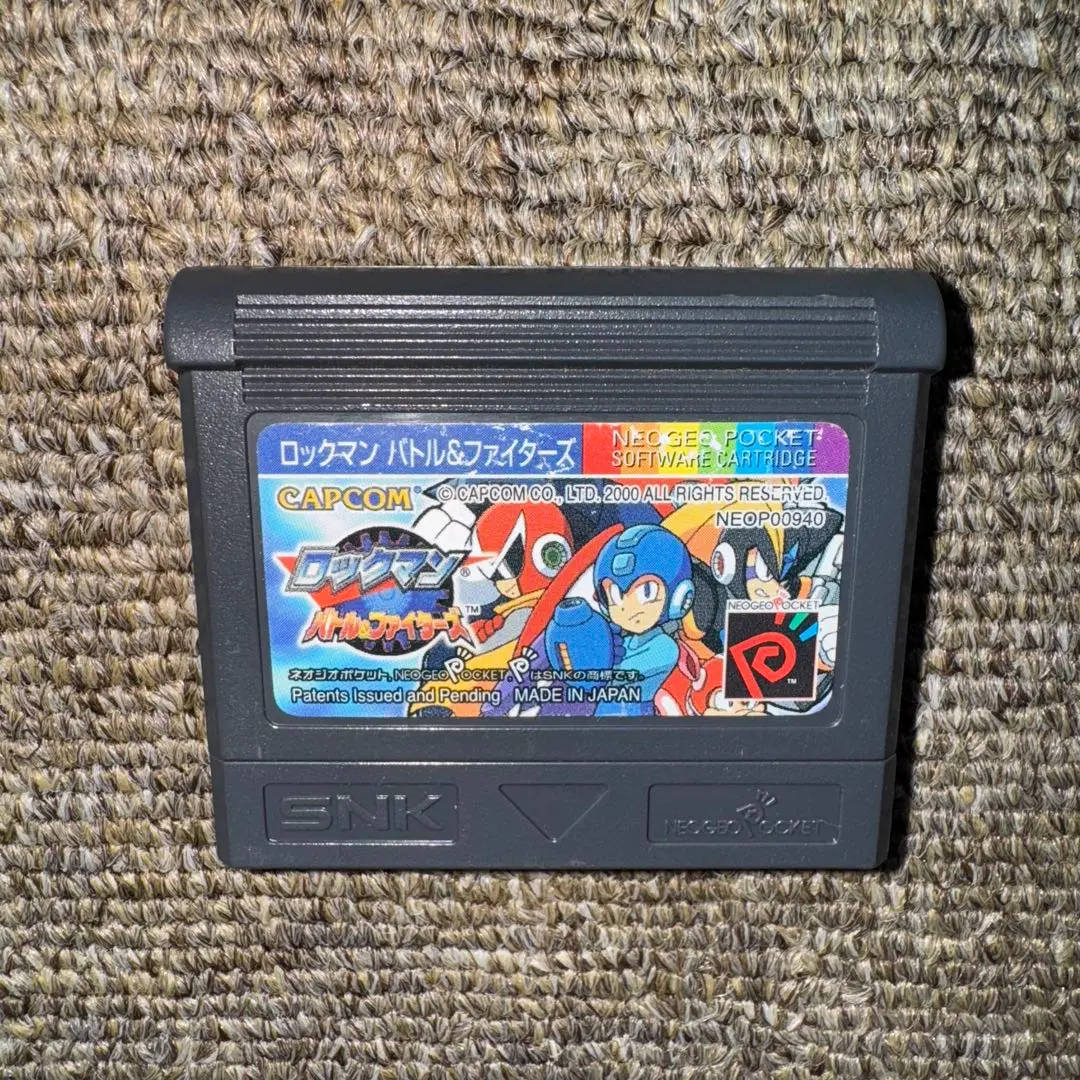 ロックマン バトル&ファイターズ
NEOGEO POCKET
SOFTWARE CARTRIDGE
CAPCOM®
© CAPCOM CO., LTD. 2000 ALL RIGHTS RESERVED.
NEOP00940
ロックマン®
バトル&ファイターズ™
NEOGEO POCKET
™
ネオジオポケット, NEOGEO POCKET, PはSNKの商標です。
Patents Issued and Pending MADE IN JAPAN
SNK
NEOGEO POCKET